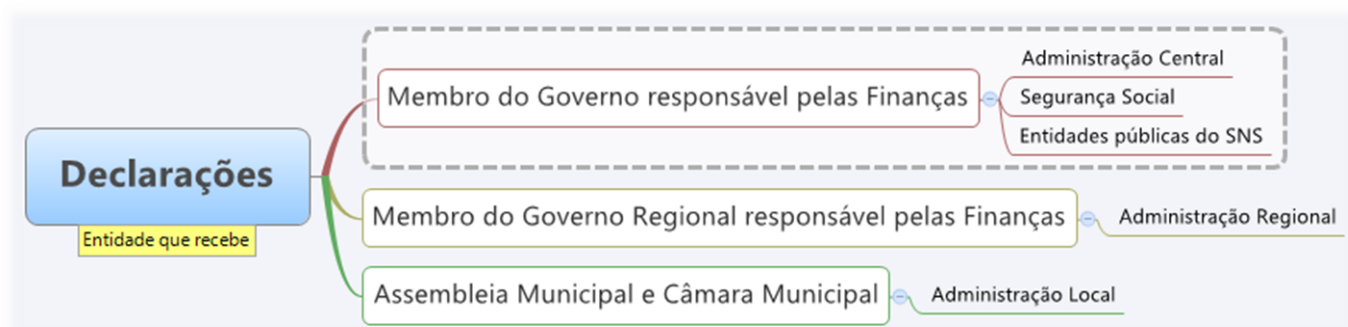 Declarações
Entidade que recebe
Membro do Governo responsável pelas Finanças
Administração Central
Segurança Social
Entidades públicas do SNS
Membro do Governo Regional responsável pelas Finanças
Administração Regional
Assembleia Municipal e Câmara Municipal
Administração Local